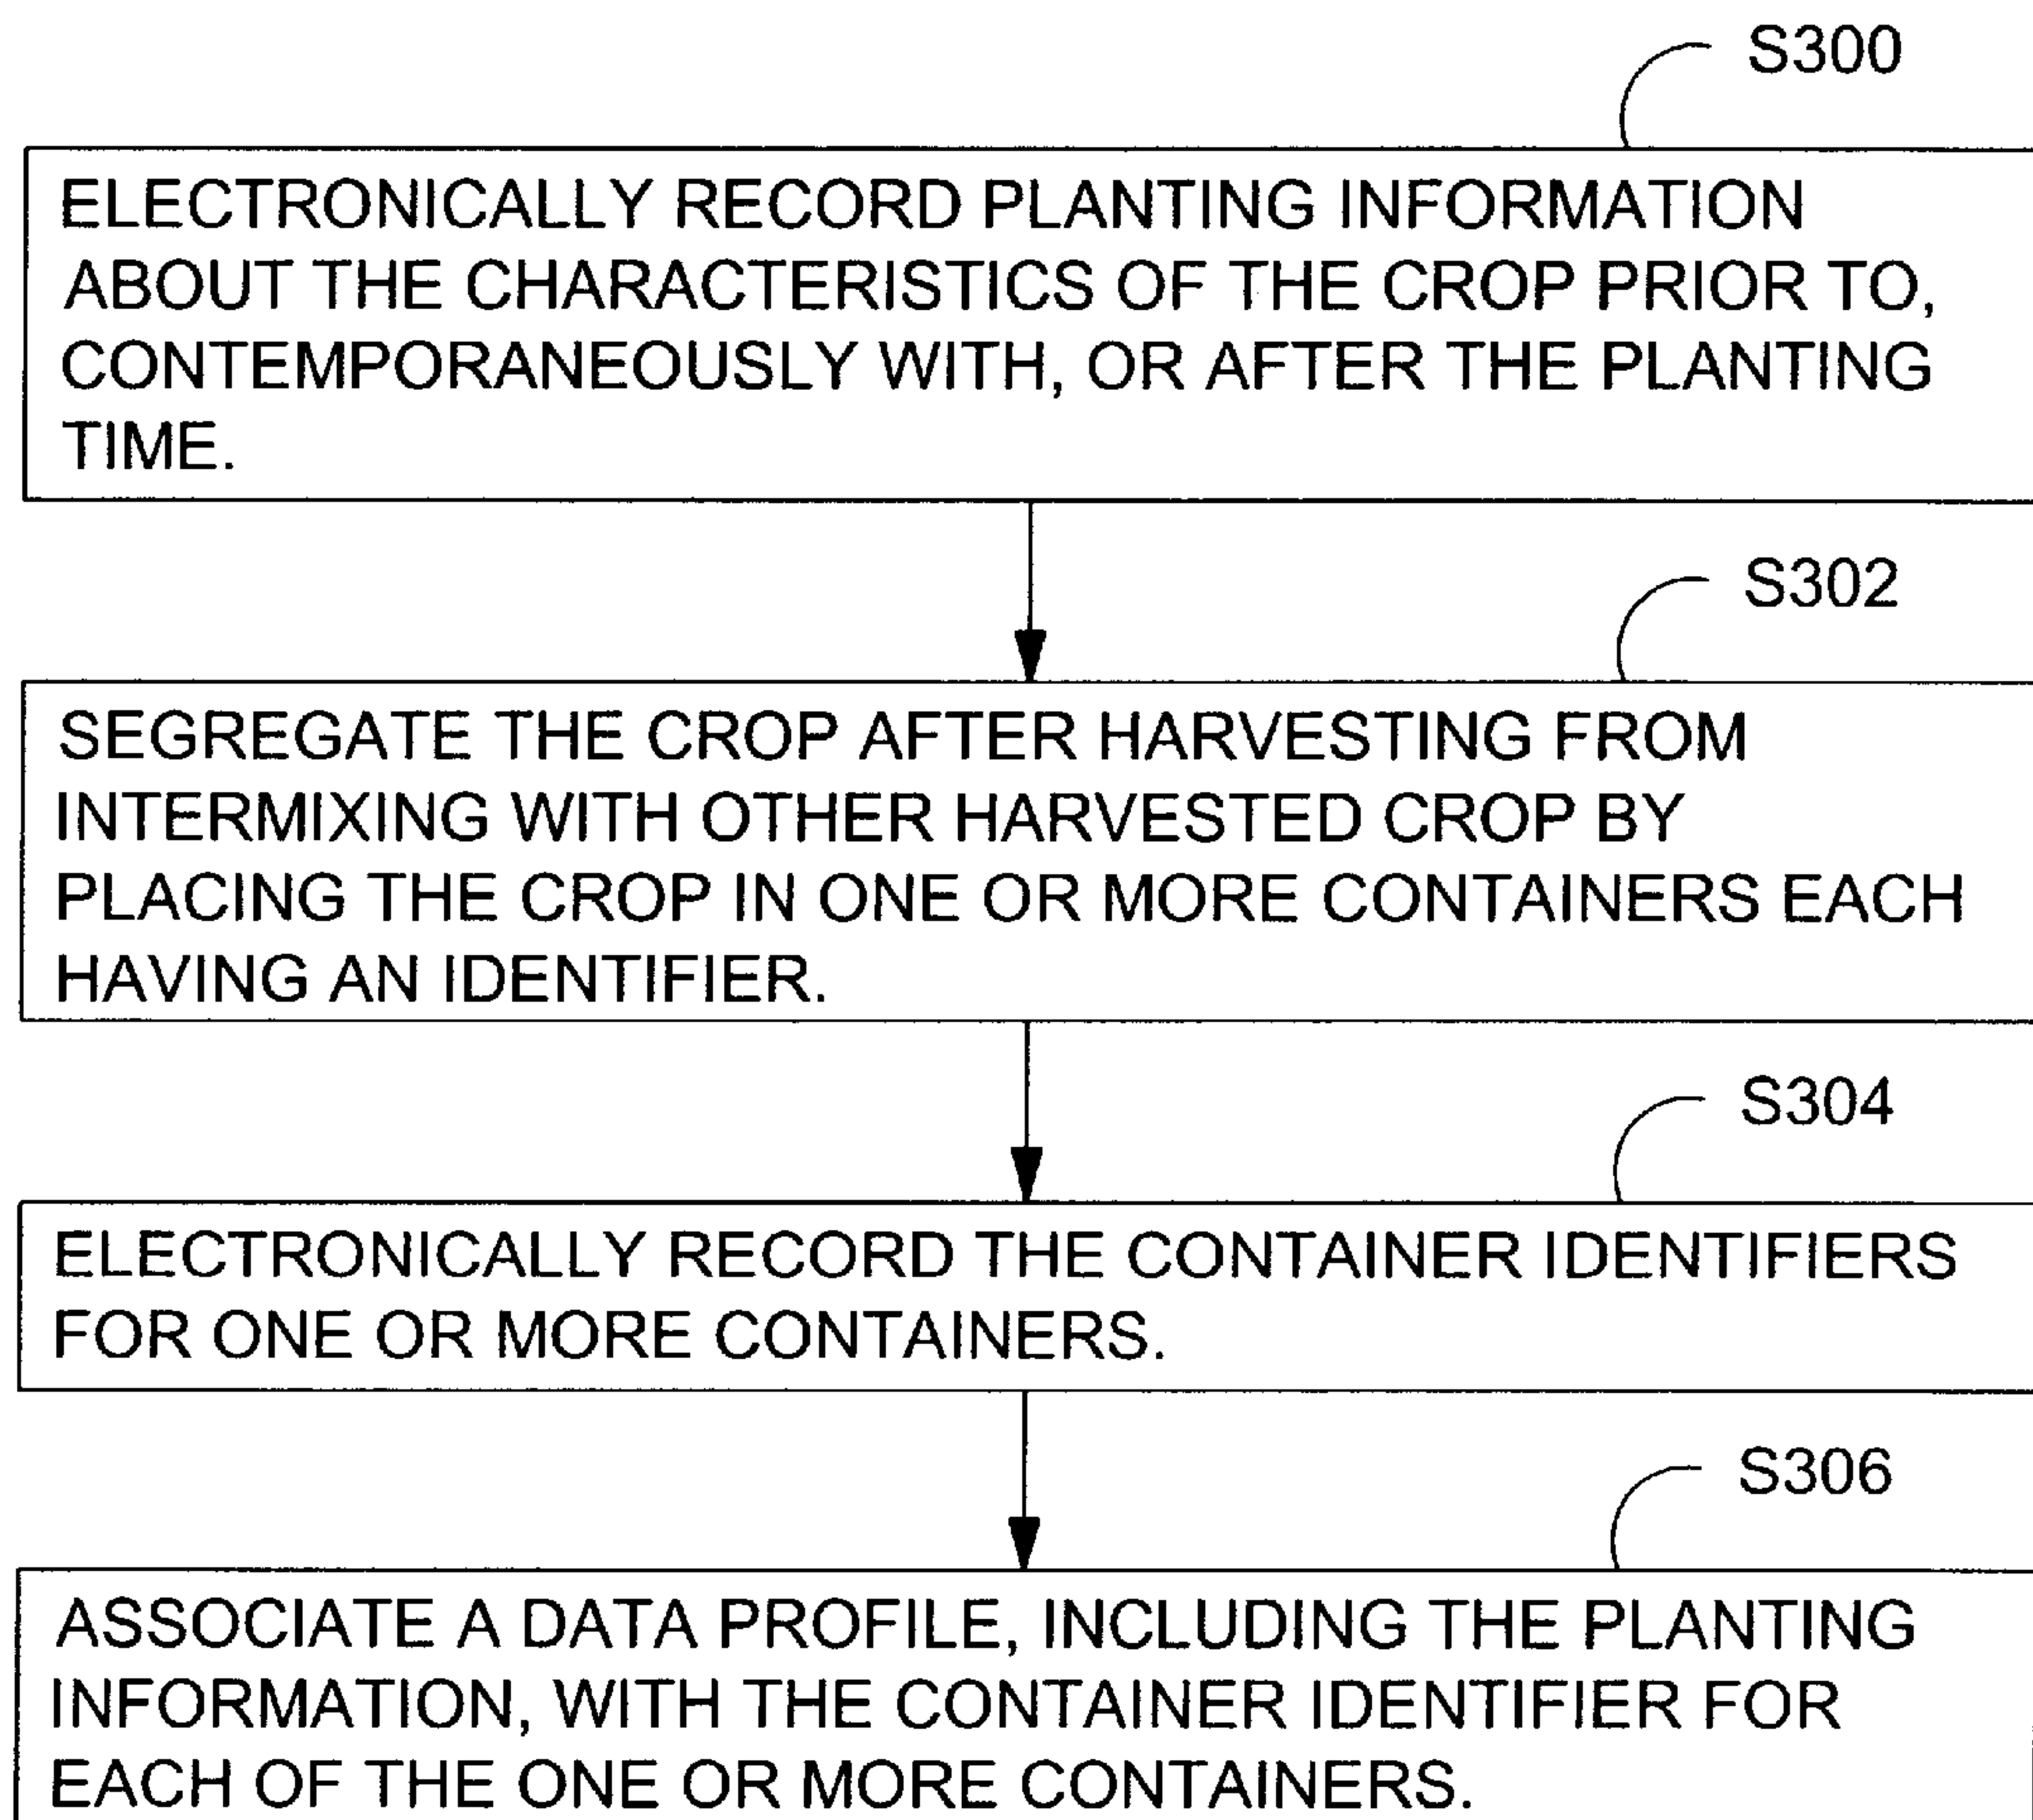 S300
ELECTRONICALLY RECORD PLANTING INFORMATION
ABOUT THE CHARACTERISTICS OF THE CROP PRIOR TO,
CONTEMPORANEOUSLY WITH, OR AFTER THE PLANTING
TIME.
S302
SEGREGATE THE CROP AFTER HARVESTING FROM
INTERMIXING WITH OTHER HARVESTED CROP BY
PLACING THE CROP IN ONE OR MORE CONTAINERS EACH
HAVING AN IDENTIFIER.
S304
ELECTRONICALLY RECORD THE CONTAINER IDENTIFIERS
FOR ONE OR MORE CONTAINERS.
S306
ASSOCIATE A DATA PROFILE, INCLUDING THE PLANTING
INFORMATION, WITH THE CONTAINER IDENTIFIER FOR
EACH OF THE ONE OR MORE CONTAINERS.